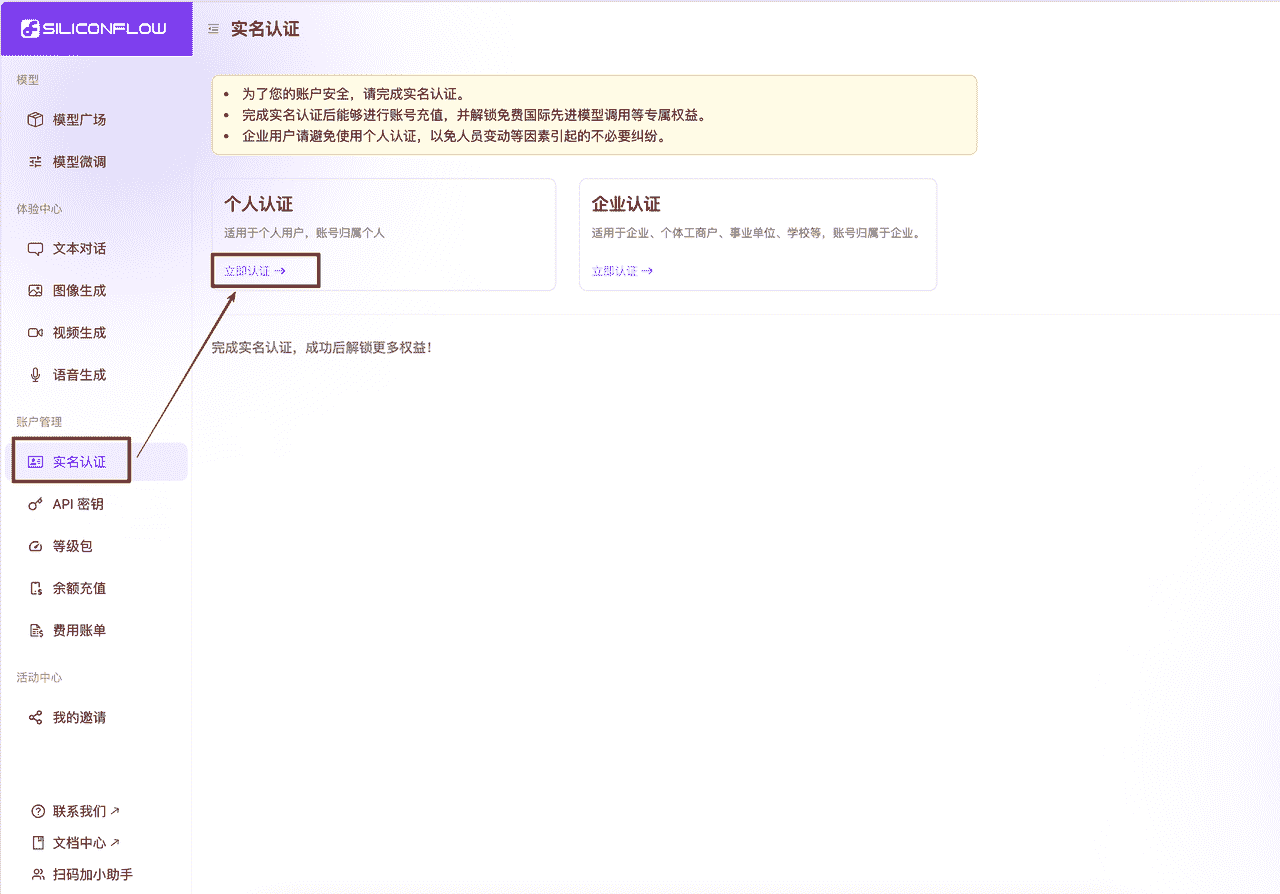 SILICONFLOW
实名认证
模型
模型广场
模型微调
体验中心
文本对话
图像生成
视频生成
语音生成
账户管理
实名认证
API 密钥
等级包
余额充值
费用账单
活动中心
我的邀请
联系我们 ↗
文档中心 ↗
扫码加小助手
• 为了您的账户安全，请完成实名认证。
• 完成实名认证后能够进行账号充值，并解锁免费国际先进模型调用等专属权益。
• 企业用户请避免使用个人认证，以免人员变动等因素引起的不必要纠纷。
个人认证
适用于个人用户，账号归属个人
立即认证 →
企业认证
适用于企业、个体工商户、事业单位、学校等，账号归属于企业。
立即认证 →
完成实名认证，成功后解锁更多权益！